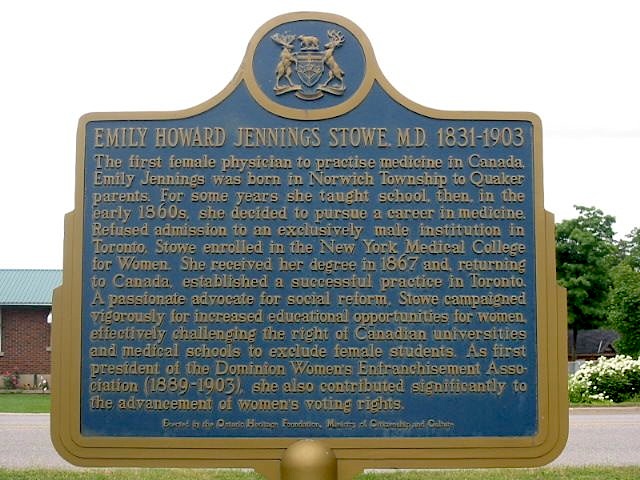 EMILY HOWARD JENNINGS STOWE, M.D. 1831-1903
The first female physician to practise medicine in Canada,
Emily Jennings was born in Norwich Township to Quaker
parents. For some years she taught school, then, in the
early 1860s, she decided to pursue a career in medicine.
Refused admission to an exclusively male institution in
Toronto, Stowe enrolled in the New York Medical College
for Women. She received her degree in 1867 and, returning
to Canada, established a successful practice in Toronto.
A passionate advocate for social reform, Stowe campaigned
vigorously for increased educational opportunities for women,
effectively challenging the right of Canadian universities
and medical schools to exclude female students. As first
president of the Dominion Women's Enfranchisement Asso-
ciation (1889-1903), she also contributed significantly to
the advancement of women's voting rights.
Erected by the Ontario Heritage Foundation, Ministry of Citizenship and Culture